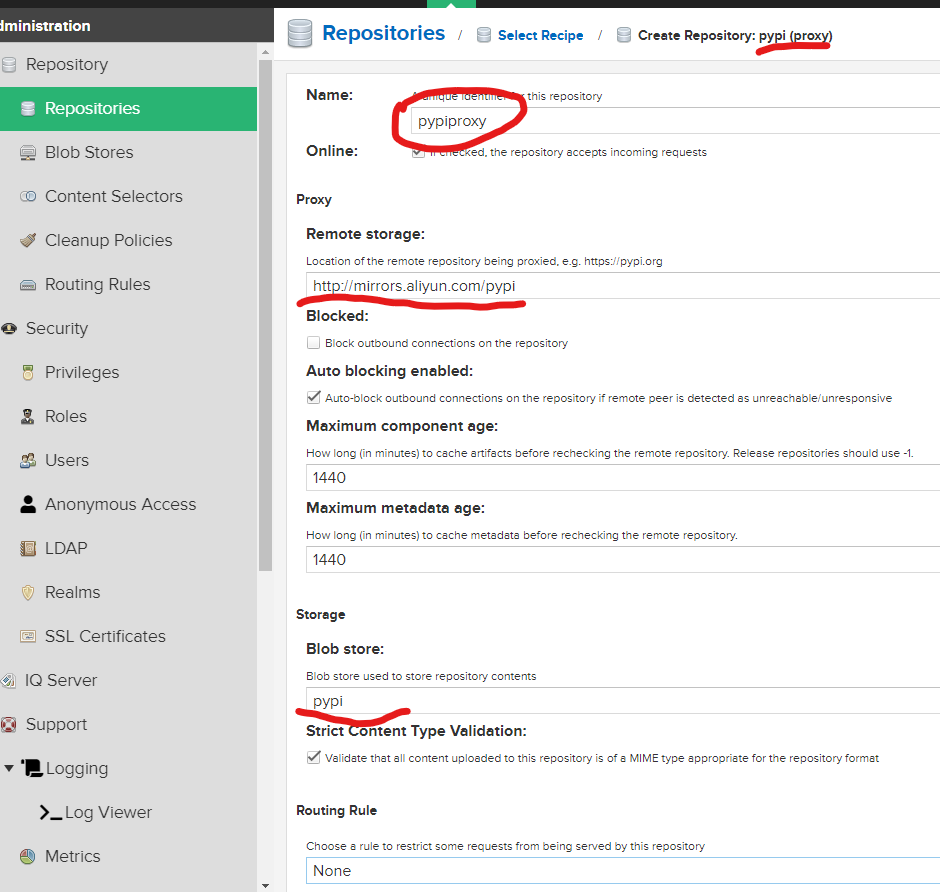 dministration
Repositories / Select Recipe / Create Repository: pypi (proxy)
Repository
Repositories
Blob Stores
Content Selectors
Cleanup Policies
Routing Rules
Security
Privileges
Roles
Users
Anonymous Access
LDAP
Realms
SSL Certificates
IQ Server
Support
Logging
Log Viewer
Metrics
Name:
A unique identifier for this repository
pypiproxy
Online:
If checked, the repository accepts incoming requests
Proxy
Remote storage:
Location of the remote repository being proxied, e.g. https://pypi.org
http://mirrors.aliyun.com/pypi
Blocked:
Block outbound connections on the repository
Auto blocking enabled:
Auto-block outbound connections on the repository if remote peer is detected as unreachable/unresponsive
Maximum component age:
How long (in minutes) to cache artifacts before rechecking the remote repository. Release repositories should use -1.
1440
Maximum metadata age:
How long (in minutes) to cache metadata before rechecking the remote repository.
1440
Storage
Blob store:
Blob store used to store repository contents
pypi
Strict Content Type Validation:
Validate that all content uploaded to this repository is of a MIME type appropriate for the repository format
Routing Rule
Choose a rule to restrict some requests from being served by this repository
None